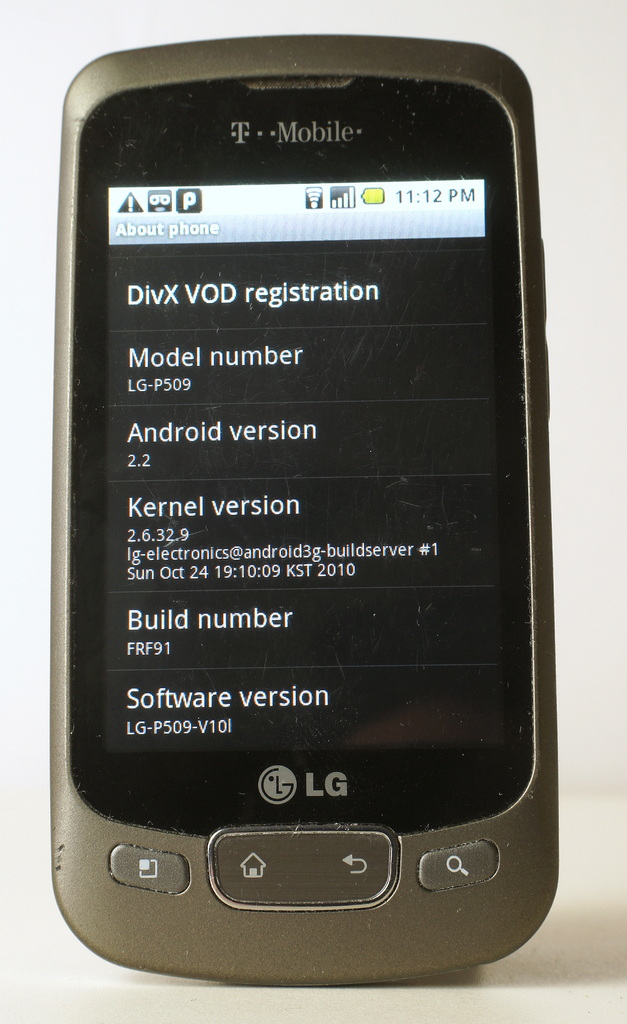 T··Mobile·
P 11:12 PM
About phone
DivX VOD registration
Model number
LG-P509
Android version
2.2
Kernel version
2.6.32.9
lg-electronics@android3g-buildserver #1
Sun Oct 24 19:10:09 KST 2010
Build number
FRF91
Software version
LG-P509-V10l
LG